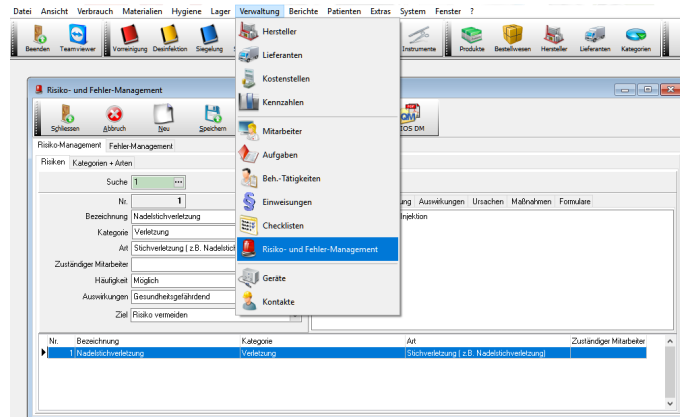 Datei Ansicht Verbrauch Materialien Hygiene Lager Verwaltung Berichte Patienten Extras System Fenster ?
Beenden Teamviewer Vorreinigung Desinfektion Siegelung Instrumente Produkte Bestellwesen Hersteller Lieferanten Kategorien
Hersteller
Lieferanten
Kostenstellen
Kennzahlen
Mitarbeiter
Aufgaben
Beh.-Tätigkeiten
Einweisungen
Checklisten
Risiko- und Fehler-Management
Geräte
Kontakte
Risiko- und Fehler-Management
Schliessen Abbruch Neu Speichern IOS DM
Risiko-Management Fehler-Management
Risiken Kategorien + Arten
Suche 1 ...
Nr. 1
Auswirkungen Ursachen Maßnahmen Formulare
Bezeichnung Nadelstichverletzung
Injektion
Kategorie Verletzung
Art Stichverletzung ( z.B. Nadelstich
Zuständiger Mitarbeiter
Häufigkeit Möglich
Auswirkungen Gesundheitsgefährdend
Ziel Risiko vermeiden
Nr. Bezeichnung Kategorie Art Zuständiger Mitarbeiter
1 Nadelstichverletzung Verletzung Stichverletzung ( z.B. Nadelstichverletzung)